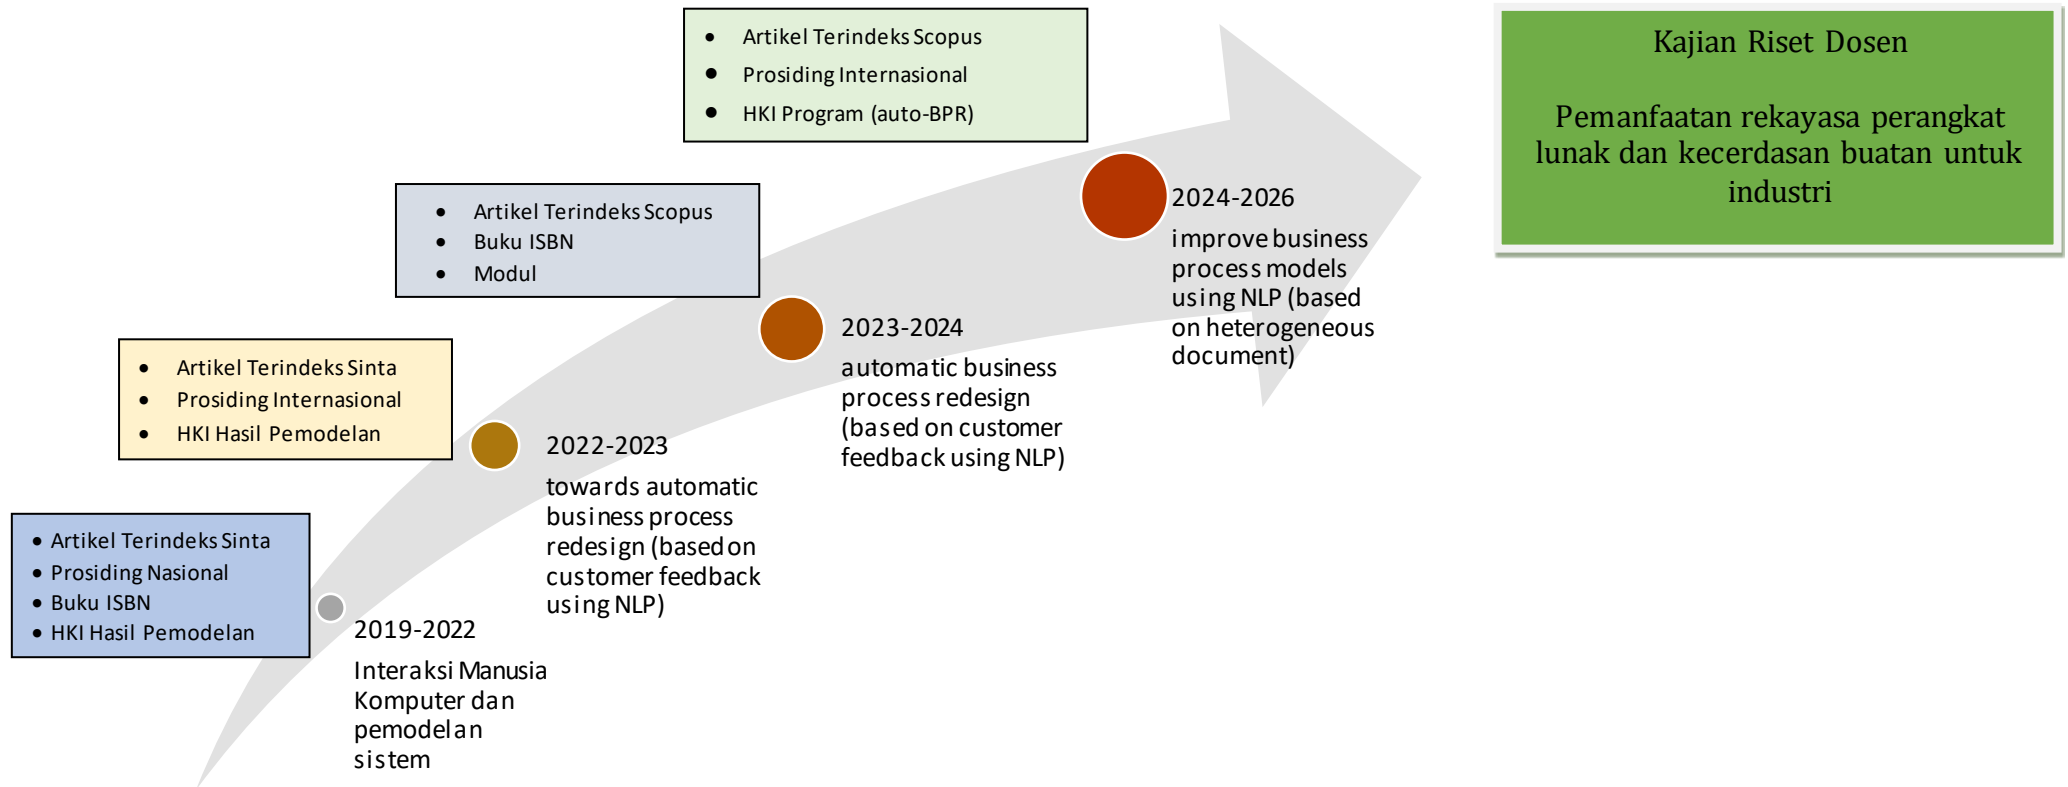 • Artikel Terindeks Scopus
• Prosiding Internasional
• HKI Program (auto-BPR)
Kajian Riset Dosen
Pemanfaatan rekayasa perangkat
lunak dan kecerdasan buatan untuk
industri
• Artikel Terindeks Scopus
• Buku ISBN
• Modul
2024-2026
improve business
process models
using NLP (based
on heterogeneous
document)
• Artikel Terindeks Sinta
• Prosiding Internasional
• HKI Hasil Pemodelan
2023-2024
automatic business
process redesign
(based on customer
feedback using NLP)
2022-2023
towards automatic
business process
redesign (based on
customer feedback
using NLP)
• Artikel Terindeks Sinta
• Prosiding Nasional
• Buku ISBN
• HKI Hasil Pemodelan
2019-2022
Interaksi Manusia
Komputer dan
pemodelan
sistem